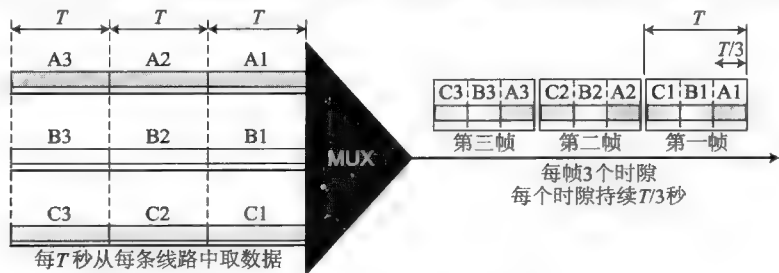 T T T
A3 A2 A1
B3 B2 B1
C3 C2 C1
每T秒从每条线路中取数据
MUX
T
T/3
C3 B3 A3 C2 B2 A2 C1 B1 A1
第三帧 第二帧 第一帧
每帧3个时隙
每个时隙持续T/3秒